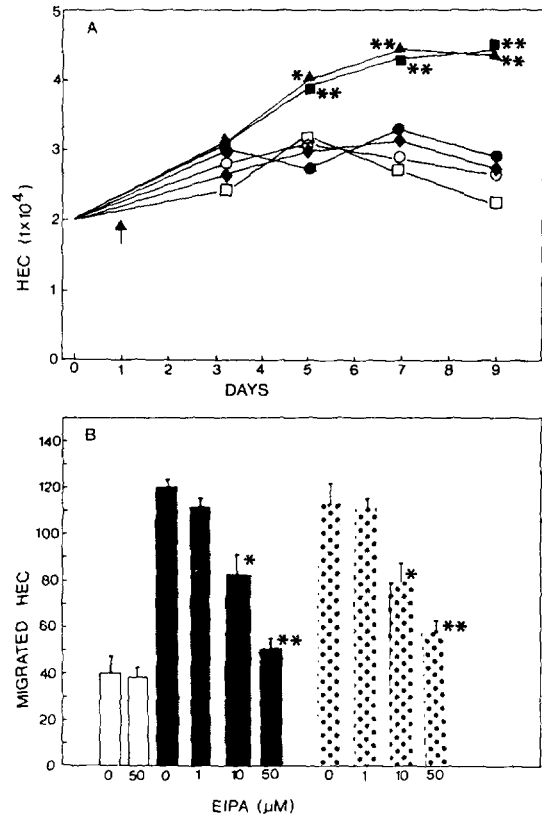 A
5
4
3
2
1
0
HEC (1×10⁴)
* ** ** ** **
0 1 2 3 4 5 6 7 8 9
DAYS
B
140
120
100
80
60
40
20
0
MIGRATED HEC
* ** * **
0 50 0 1 10 50 0 1 10 50
EIPA (μM)